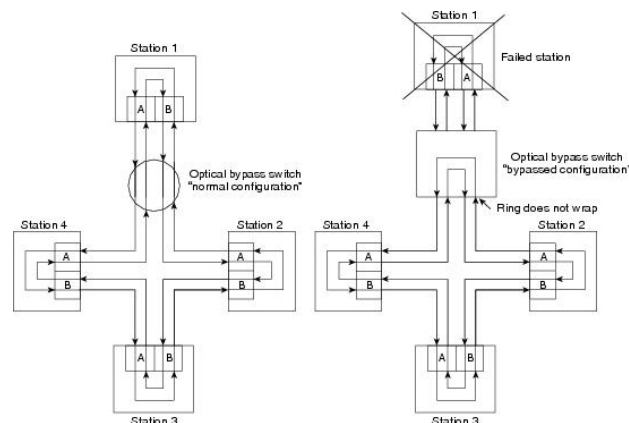 Station 1
A B
Optical bypass switch
"normal configuration"
Station 4
A
B
Station 2
A
B
A B
Station 3
Station 1
B A
Failed station
Optical bypass switch
"bypassed configuration"
Ring does not wrap
Station 4
A
B
Station 2
A
B
A B
Station 3